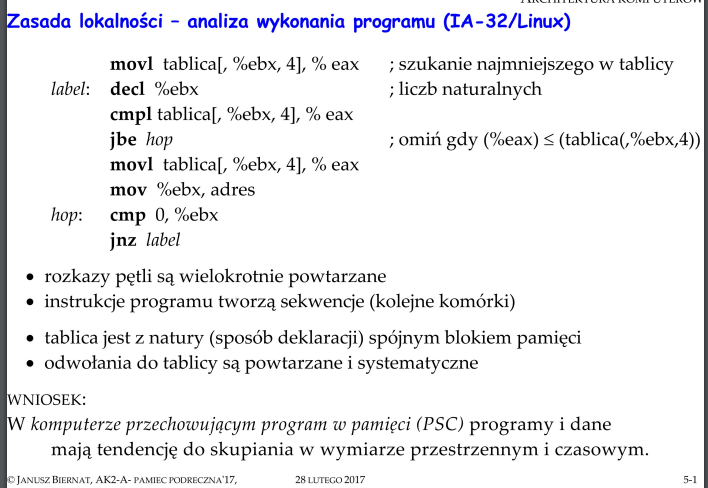 ARCHITEKTURA KOMPUTERÓW
Zasada lokalności – analiza wykonania programu (IA-32/Linux)
movl tablica[, %ebx, 4], % eax ; szukanie najmniejszego w tablicy
label: decl %ebx ; liczb naturalnych
cmpl tablica[, %ebx, 4], % eax
jbe hop ; omiń gdy (%eax) ≤ (tablica(,%ebx,4))
movl tablica[, %ebx, 4], % eax
mov %ebx, adres
hop: cmp 0, %ebx
jnz label
• rozkazy pętli są wielokrotnie powtarzane
• instrukcje programu tworzą sekwencje (kolejne komórki)
• tablica jest z natury (sposób deklaracji) spójnym blokiem pamięci
• odwołania do tablicy są powtarzane i systematyczne
WNIOSEK:
W komputerze przechowującym program w pamięci (PSC) programy i dane
mają tendencję do skupiania w wymiarze przestrzennym i czasowym.
© JANUSZ BIERNAT, AK2-A- PAMIEC PODRECZNA'17, 28 LUTEGO 2017 5-1